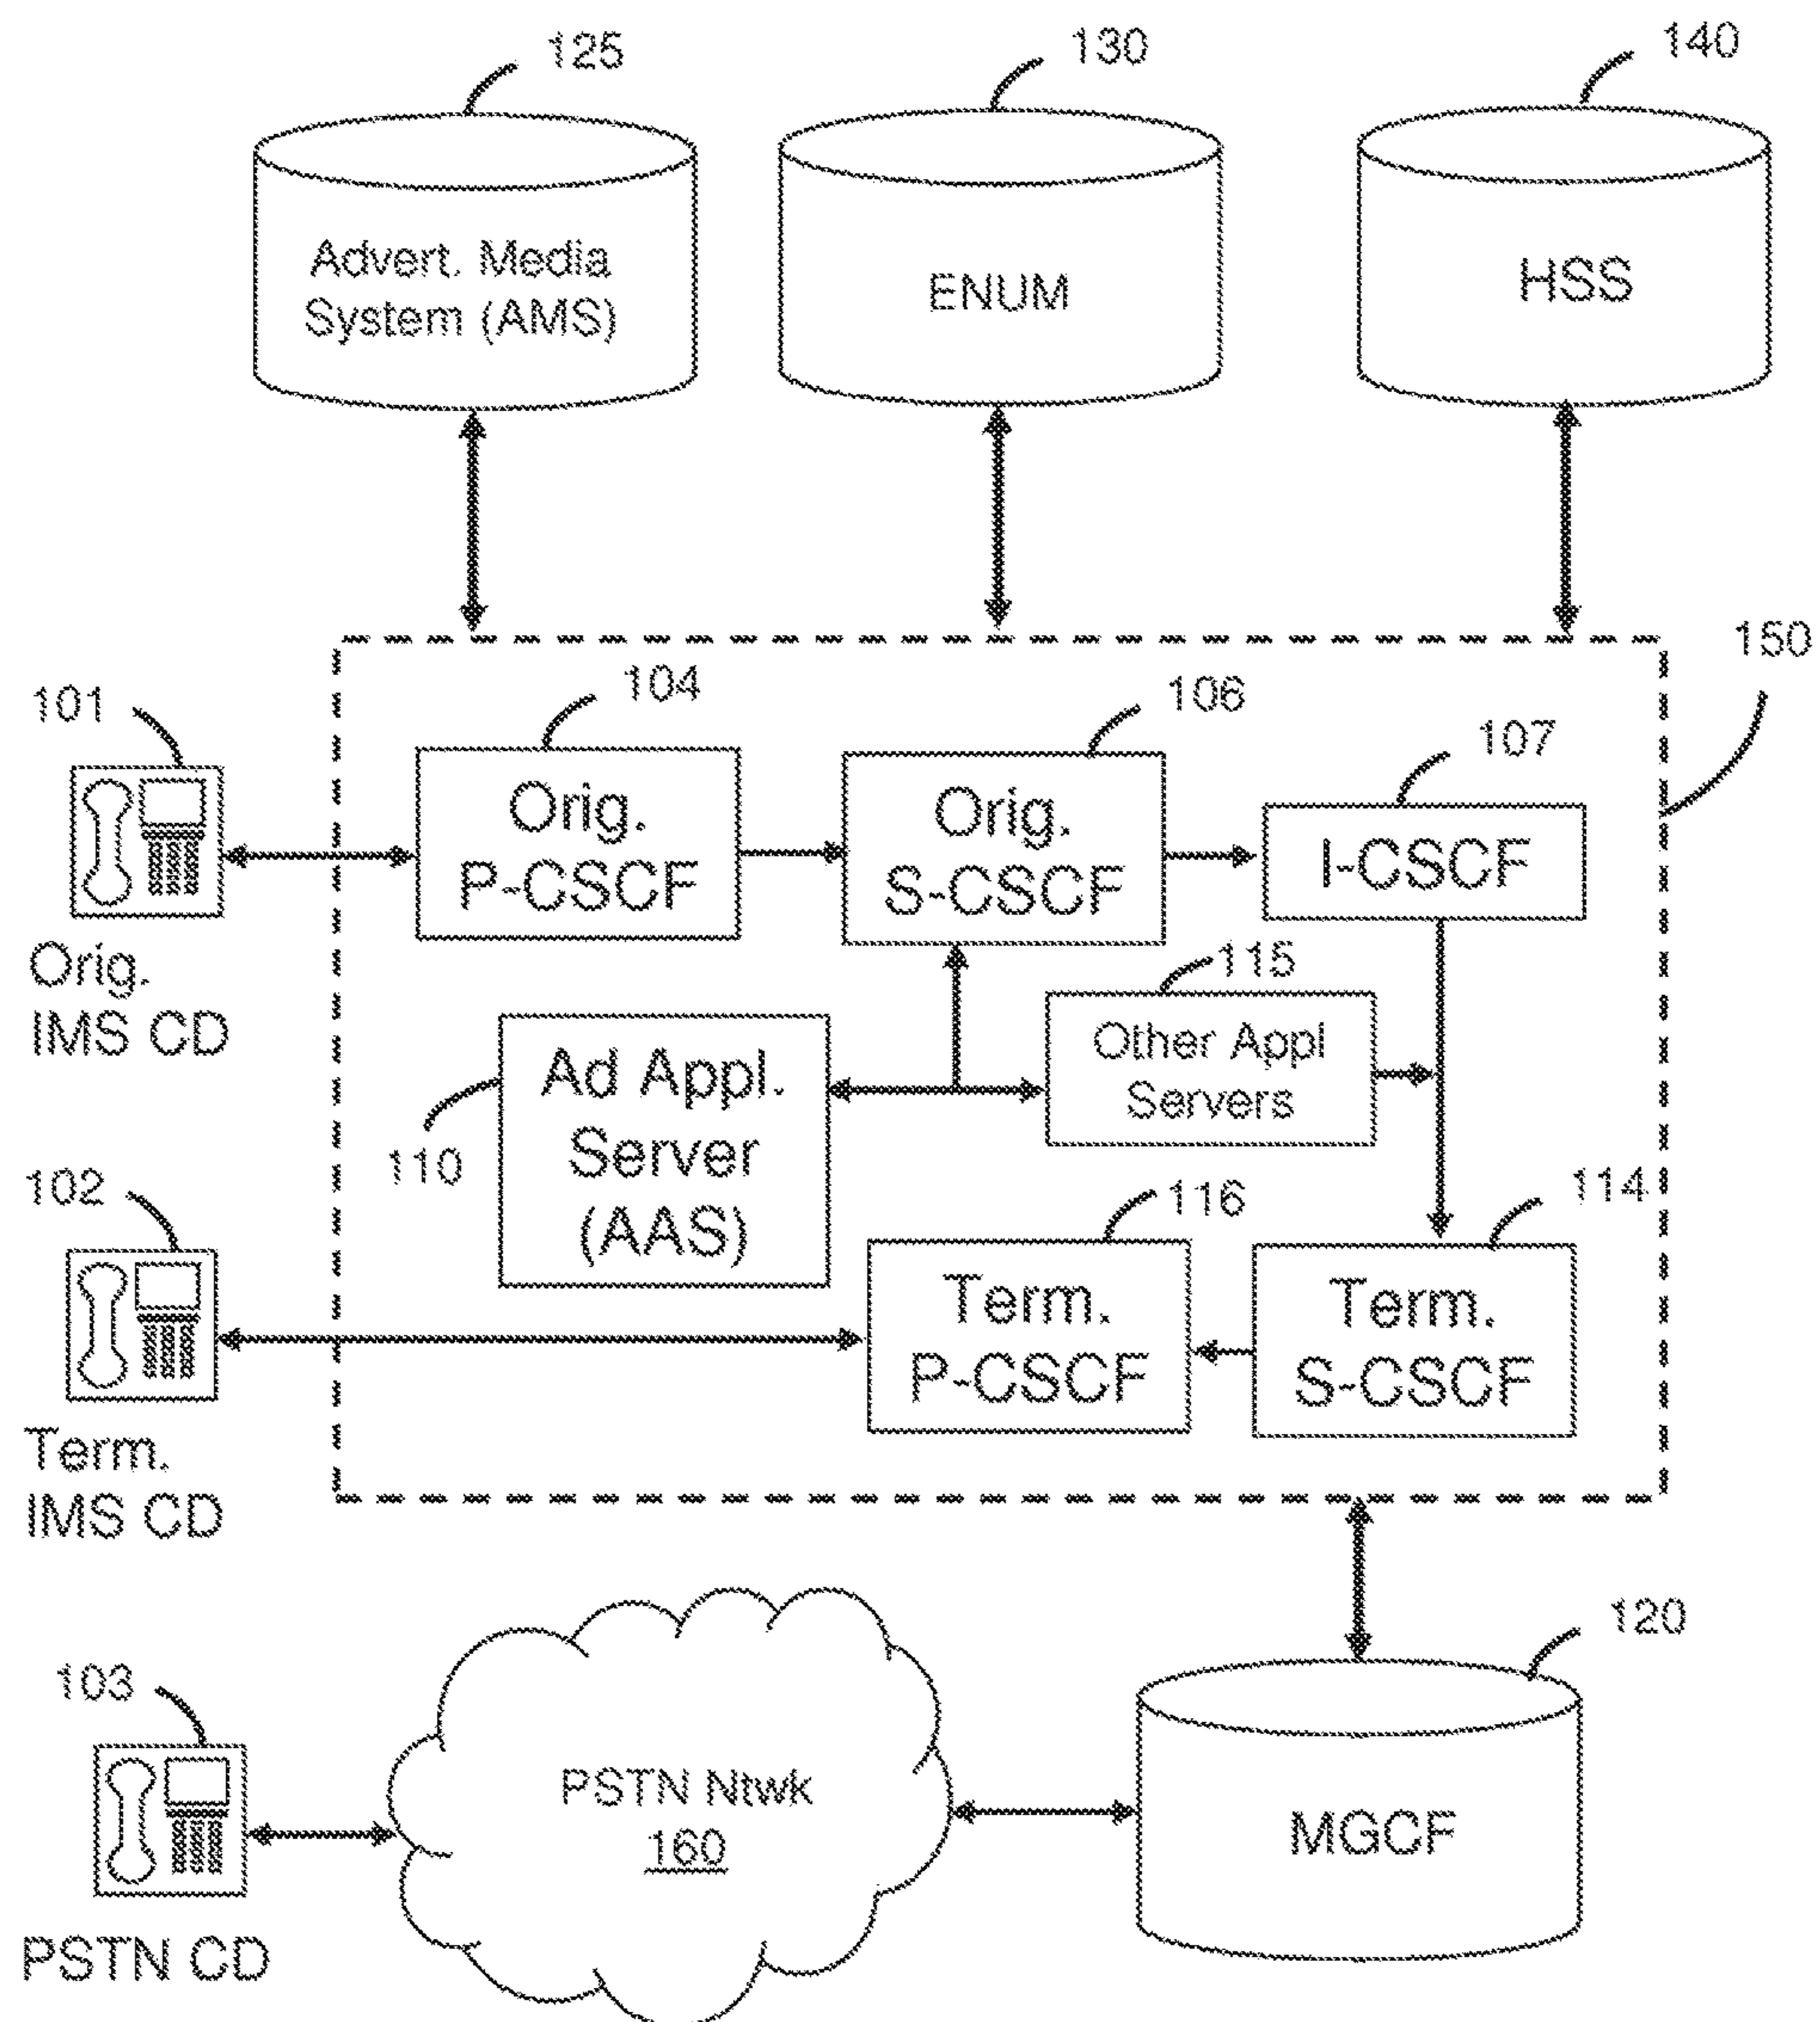 125
130
140
Advert. Media
System (AMS)
ENUM
HSS
150
101
104
106
107
Orig.
P-CSCF
Orig.
S-CSCF
I-CSCF
Orig.
IMS CD
115
Other Appl
Servers
Ad Appl.
Server
(AAS)
110
102
116
114
Term.
P-CSCF
Term.
S-CSCF
Term.
IMS CD
120
103
PSTN Ntwk
160
MGCF
PSTN CD